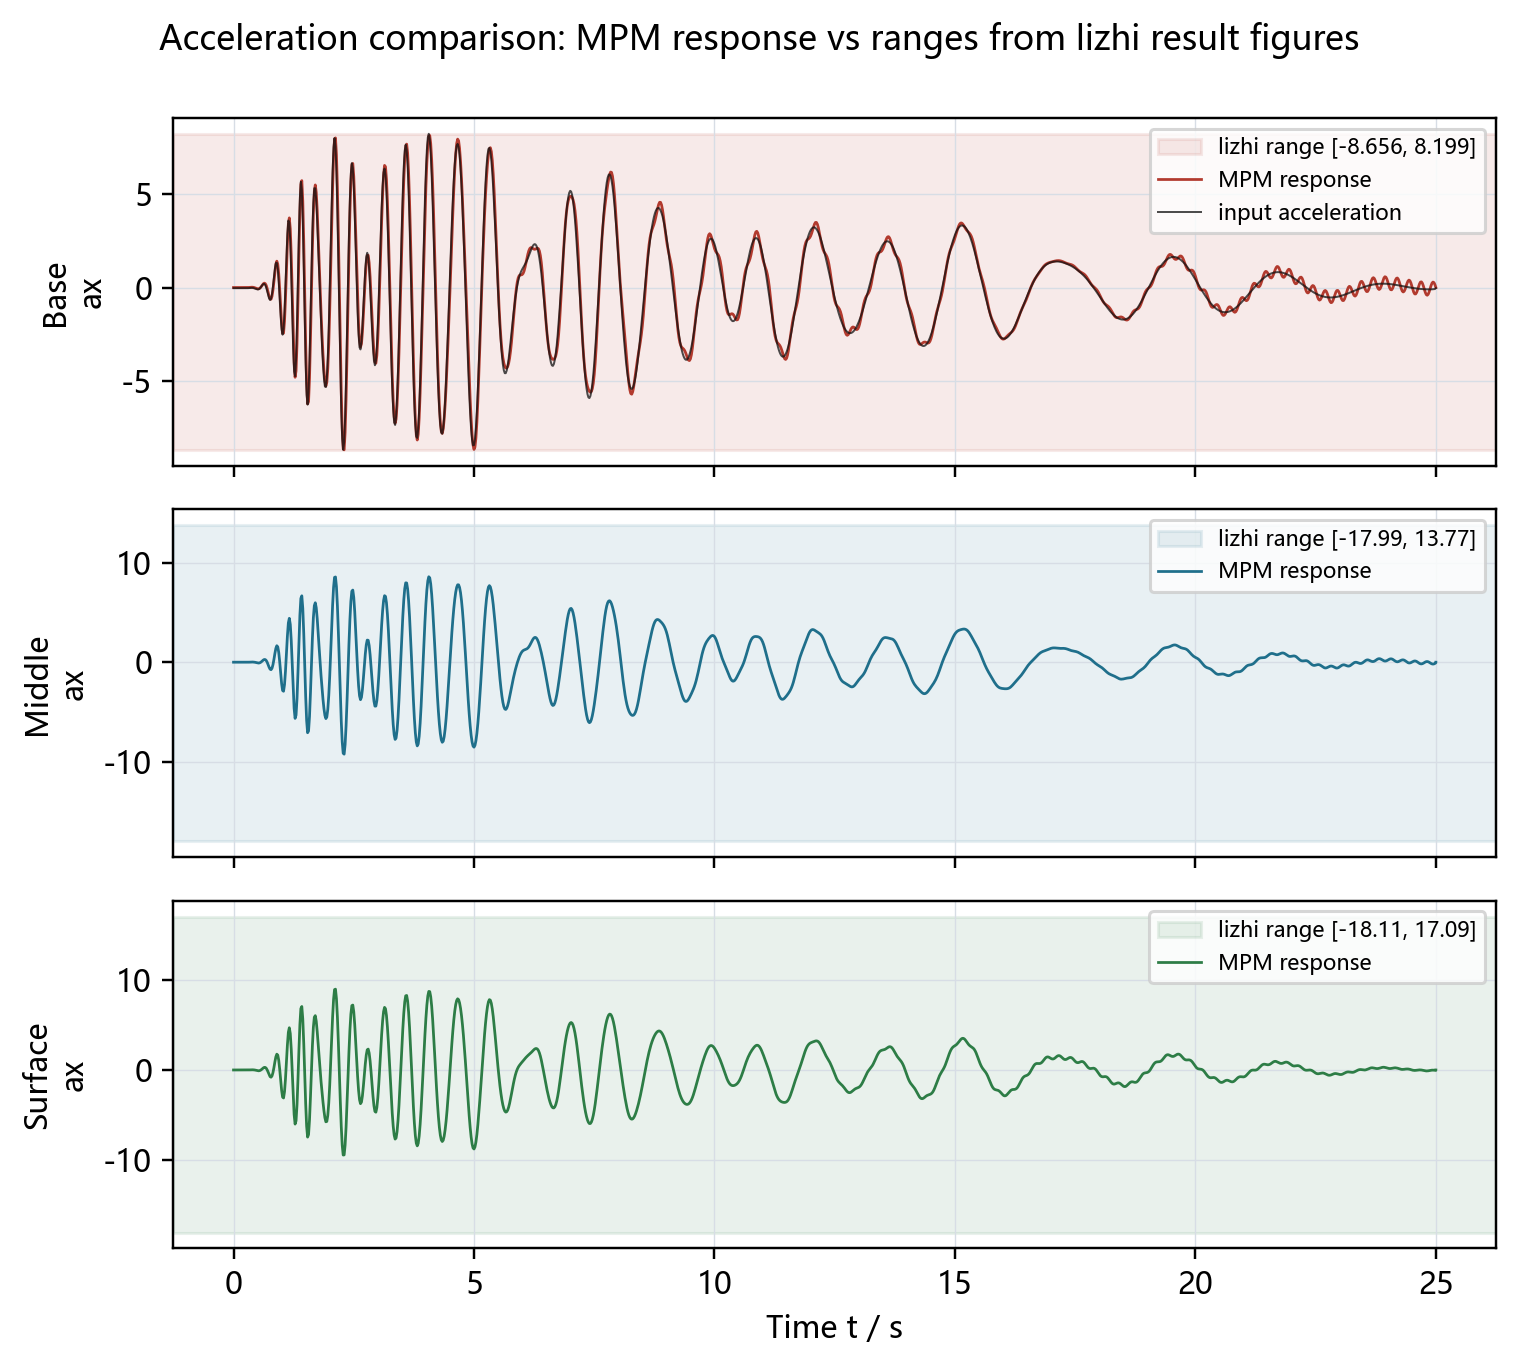 Acceleration comparison: MPM response vs ranges from lizhi result figures
lizhi range [-8.656, 8.199]
MPM response
input acceleration
5
0
-5
Base
ax
lizhi range [-17.99, 13.77]
MPM response
10
0
-10
Middle
ax
lizhi range [-18.11, 17.09]
MPM response
10
0
-10
Surface
ax
0 5 10 15 20 25
Time t / s